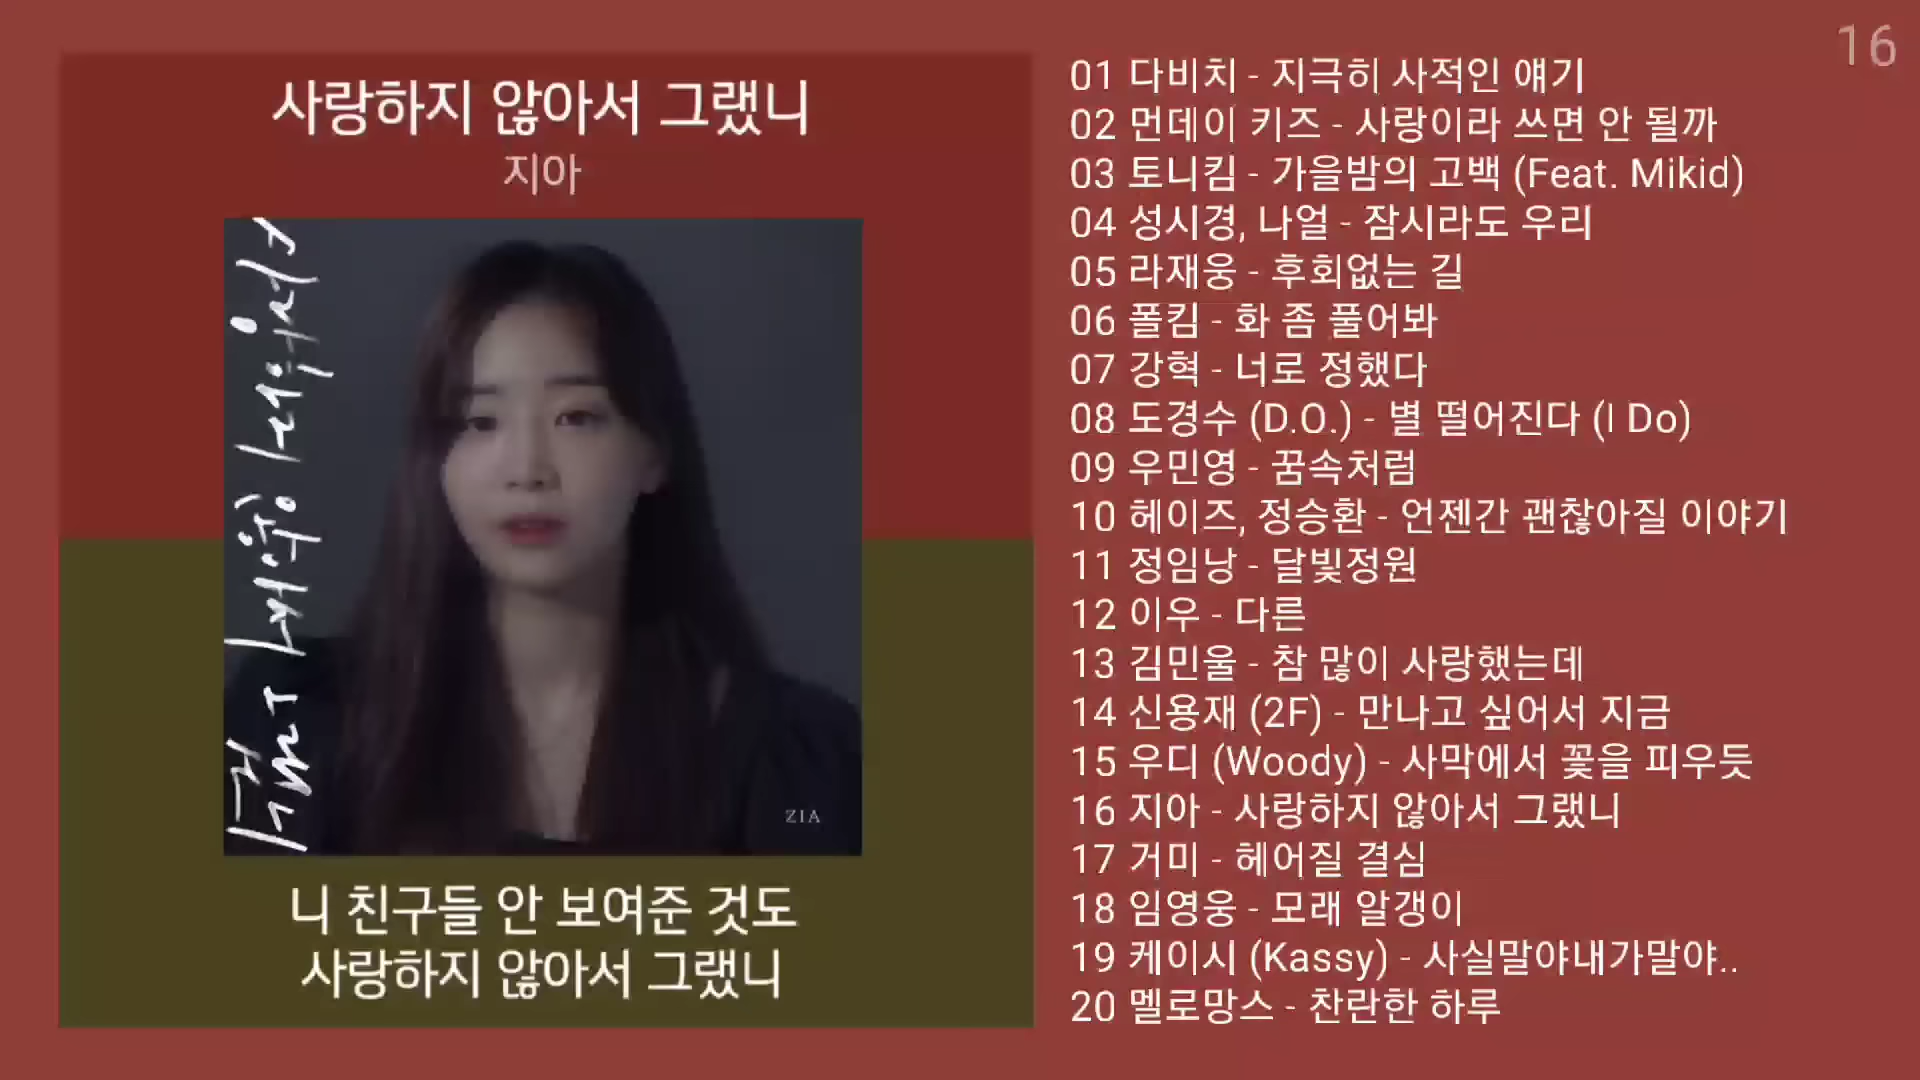 사랑하지 않아서 그랬니
지아
ZIA
니 친구들 안 보여준 것도
사랑하지 않아서 그랬니
16
01 다비치 - 지극히 사적인 얘기
02 먼데이 키즈 - 사랑이라 쓰면 안 될까
03 토니킴 - 가을밤의 고백 (Feat. Mikid)
04 성시경, 나얼 - 잠시라도 우리
05 라재웅 - 후회없는 길
06 폴킴 - 화 좀 풀어봐
07 강혁 - 너로 정했다
08 도경수 (D.O.) - 별 떨어진다 (I Do)
09 우민영 - 꿈속처럼
10 헤이즈, 정승환 - 언젠간 괜찮아질 이야기
11 정임낭 - 달빛정원
12 이우 - 다른
13 김민울 - 참 많이 사랑했는데
14 신용재 (2F) - 만나고 싶어서 지금
15 우디 (Woody) - 사막에서 꽃을 피우듯
16 지아 - 사랑하지 않아서 그랬니
17 거미 - 헤어질 결심
18 임영웅 - 모래 알갱이
19 케이시 (Kassy) - 사실말야내가말야..
20 멜로망스 - 찬란한 하루